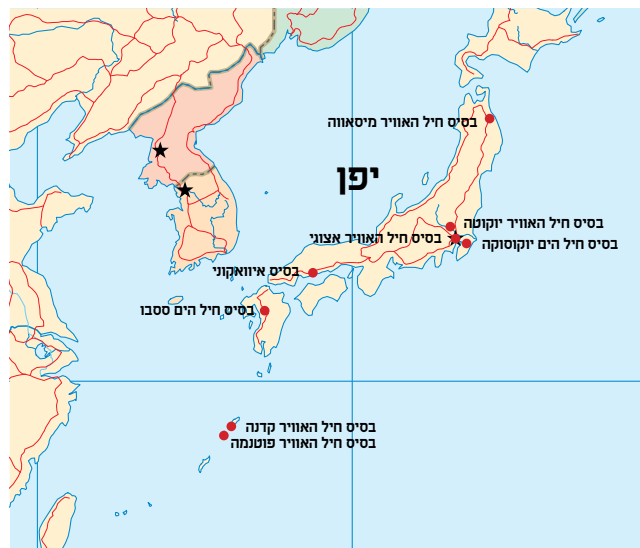 בסיס חיל האוויר מיסאווה
יפן
בסיס חיל האוויר יוקוטה
בסיס חיל האוויר אצוגי
בסיס חיל הים יוקוסוקה
בסיס איוואקוני
בסיס חיל הים ססבו
בסיס חיל האוויר קדנה
בסיס חיל האוויר פוטנמה